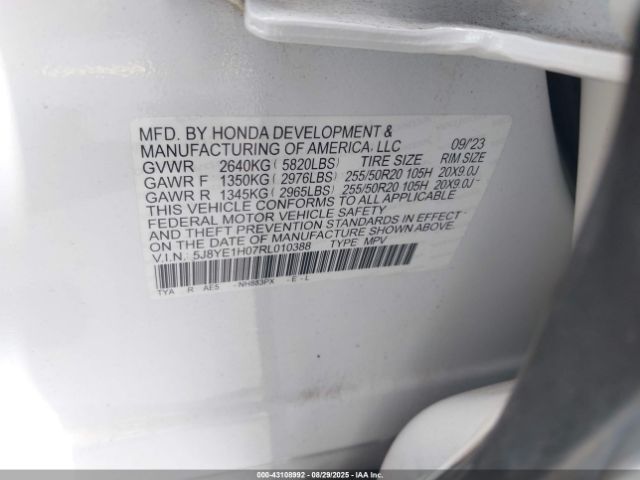 MFD. BY HONDA DEVELOPMENT &
MANUFACTURING OF AMERICA, LLC 09/'23
GVWR 2640KG ( 5820LBS) TIRE SIZE RIM SIZE
GAWR F 1350KG ( 2976LBS) 255/50R20 105H 20X9.0J
GAWR R 1345KG ( 2965LBS) 255/50R20 105H 20X9.0J
THIS VEHICLE CONFORMS TO ALL APPLICABLE
FEDERAL MOTOR VEHICLE SAFETY
AND THEFT PREVENTION STANDARDS IN EFFECT
ON THE DATE OF MANUFACTURE SHOWN ABOVE.
V.I.N. 5J8YE1H07RL010388 TYPE MPV
TYA R AES - NH883PX - E - L
000-43108992 - 08/29/2025 - IAAI - COPART